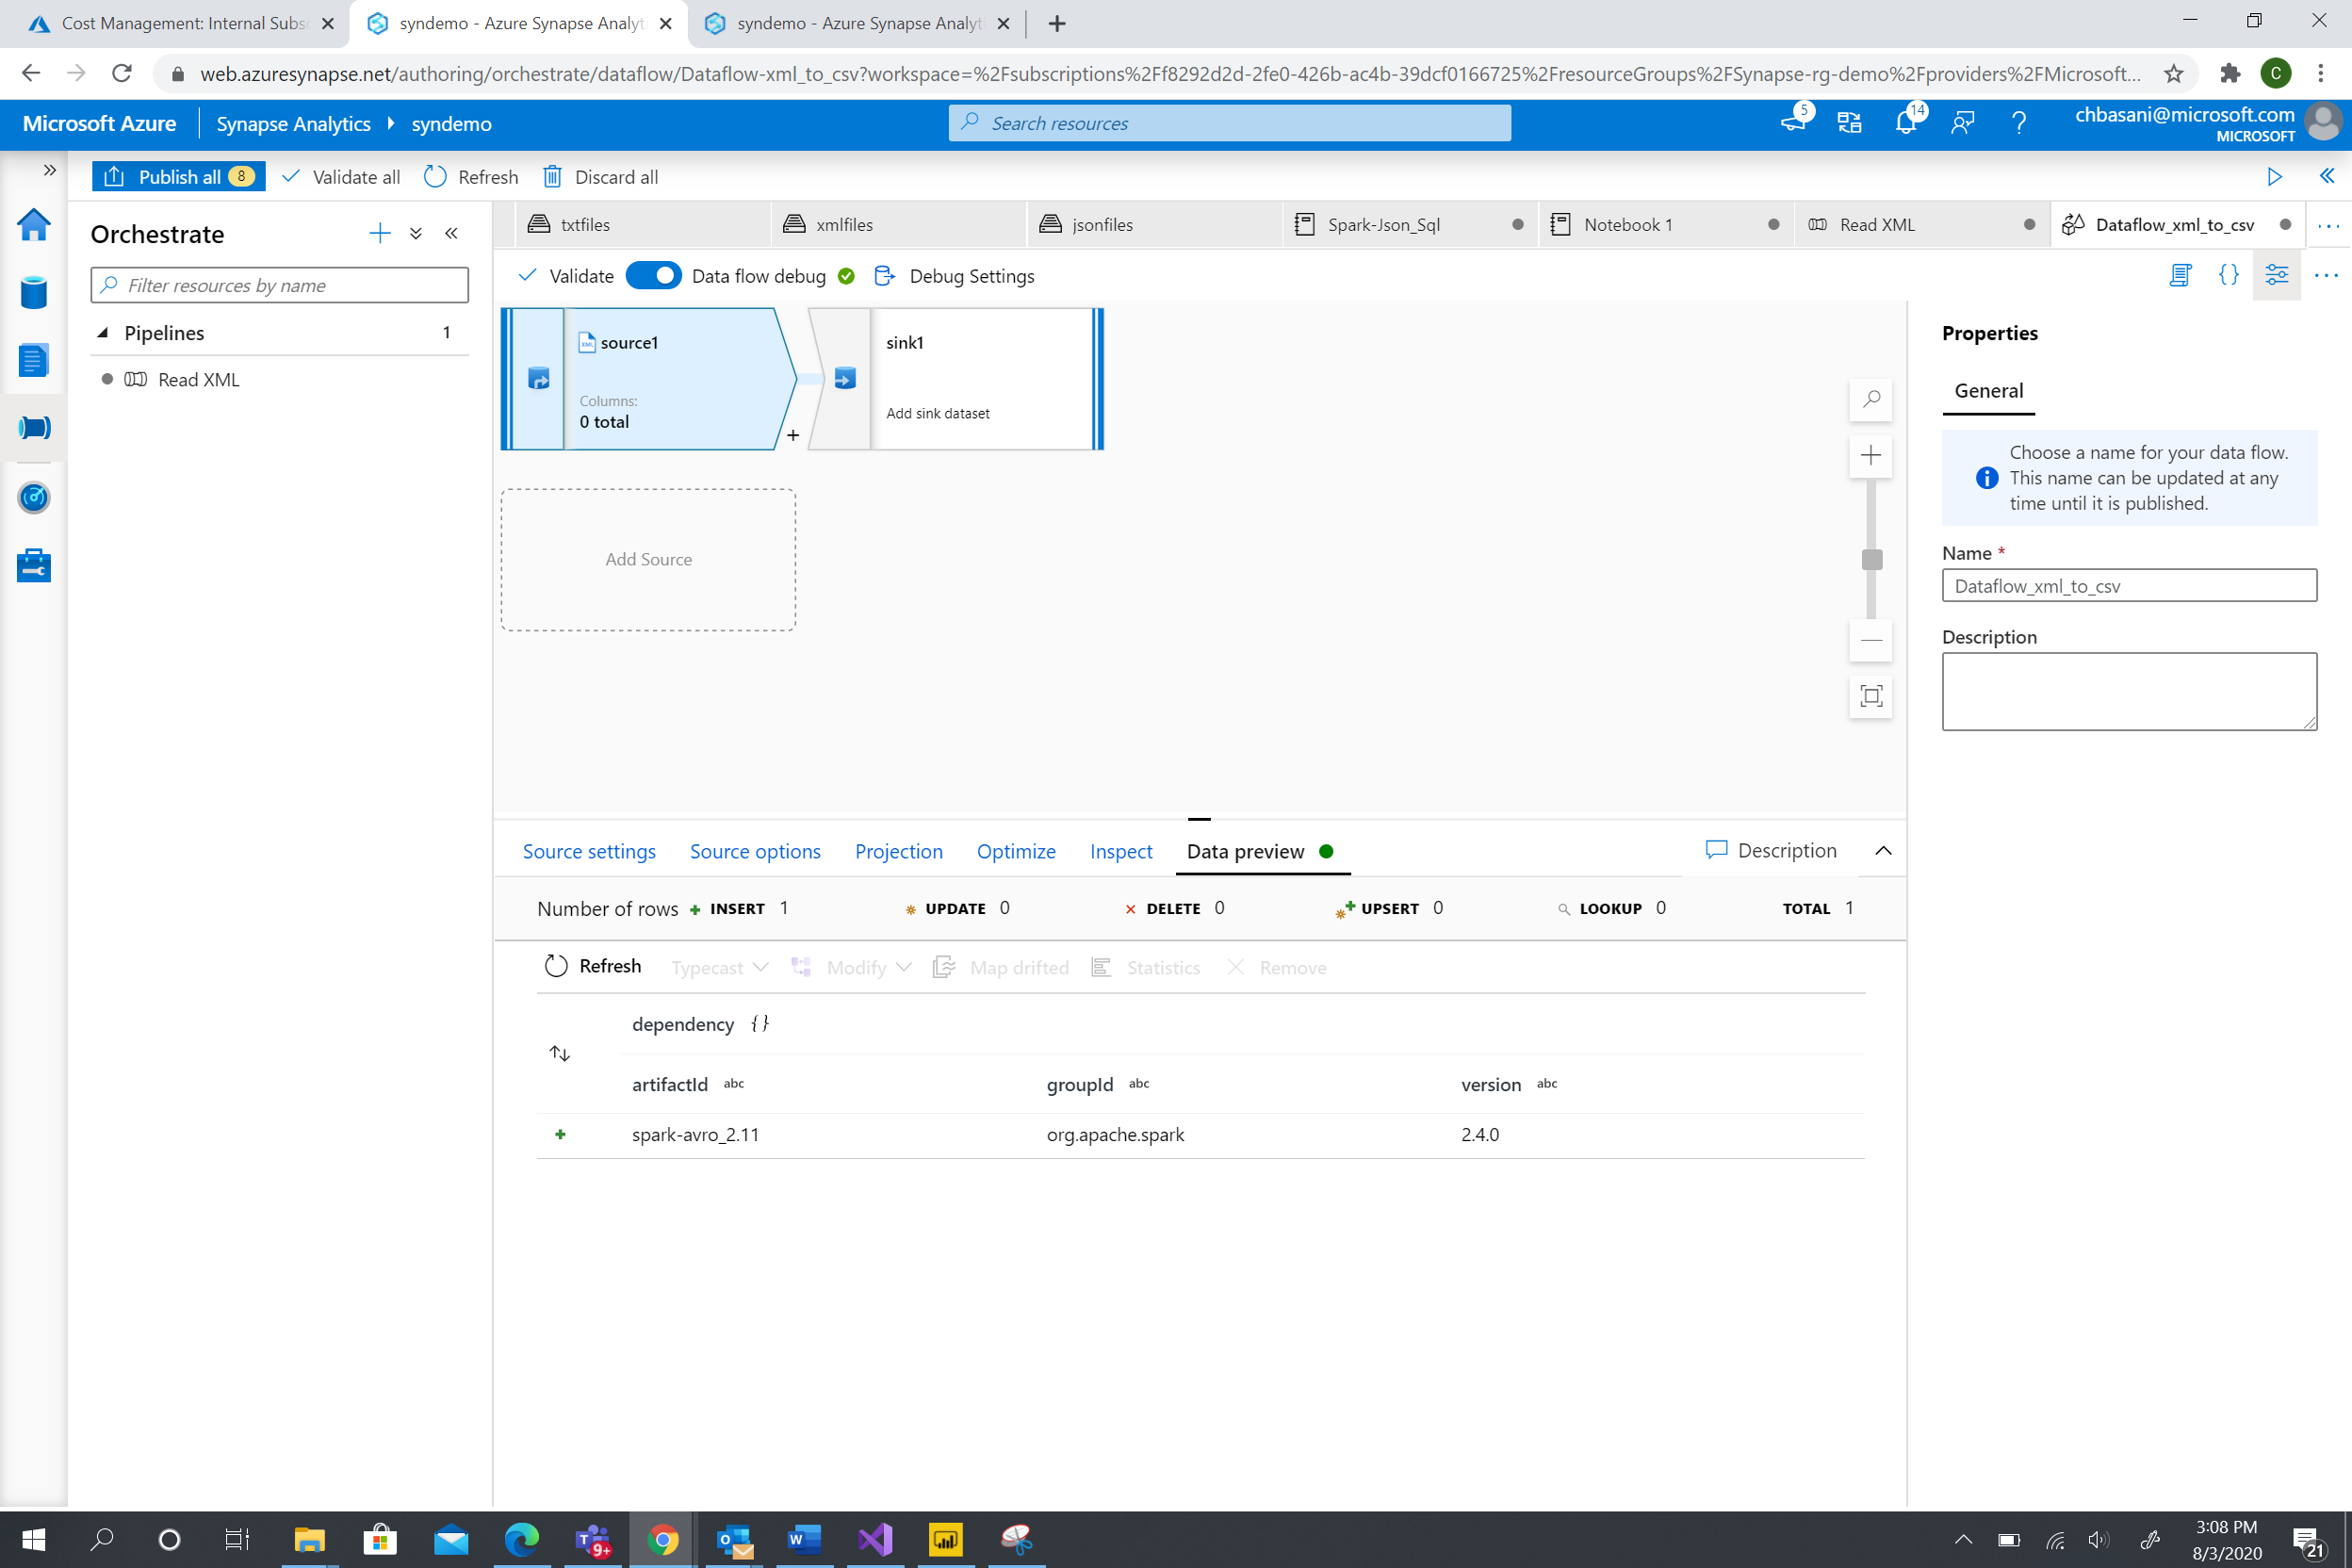 Cost Management: Internal Subs
syndemo - Azure Synapse Analyt
syndemo - Azure Synapse Analyt
web.azuresynapse.net/authoring/orchestrate/dataflow/Dataflow-xml_to_csv?workspace=%2Fsubscriptions%2Ff8292d2d-2fe0-426b-ac4b-39dcf0166725%2FresourceGroups%2FSynapse-rg-demo%2Fproviders%2FMicrosoft...
C
Microsoft Azure
Synapse Analytics
syndemo
Search resources
5
14
chbasani@microsoft.com
MICROSOFT
Publish all 8
Validate all
Refresh
Discard all
Orchestrate
Filter resources by name
Pipelines 1
Read XML
txtfiles
xmlfiles
jsonfiles
Spark-Json_Sql
Notebook 1
Read XML
Dataflow_xml_to_csv
Validate
Data flow debug
Debug Settings
XML
source1
Columns:
0 total
sink1
Add sink dataset
Add Source
Properties
General
Choose a name for your data flow.
This name can be updated at any
time until it is published.
Name *
Dataflow_xml_to_csv
Description
Source settings
Source options
Projection
Optimize
Inspect
Data preview
Description
Number of rows
INSERT 1
UPDATE 0
DELETE 0
UPSERT 0
LOOKUP 0
TOTAL 1
Refresh
Typecast
Modify
Map drifted
Statistics
Remove
dependency {}
artifactId abc
groupId abc
version abc
spark-avro_2.11
org.apache.spark
2.4.0
T
9+
O
W
3:08 PM
8/3/2020
21